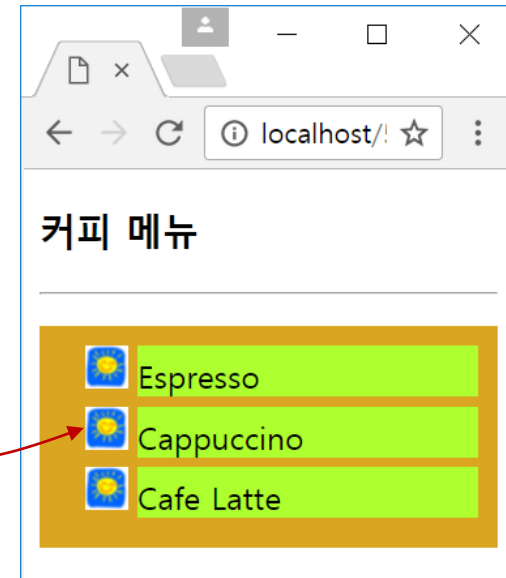 localhost/
커피 메뉴
Espresso
Cappuccino
Cafe Latte